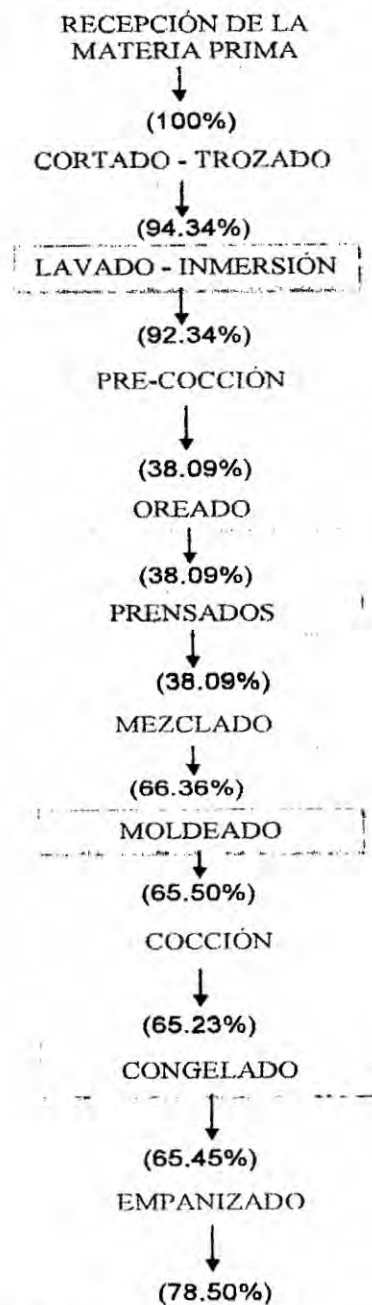 RECEPCIÓN DE LA
MATERIA PRIMA
(100%)
CORTADO - TROZADO
(94.34%)
LAVADO - INMERSIÓN
(92.34%)
PRE-COCCIÓN
(38.09%)
OREADO
(38.09%)
PRENSADOS
(38.09%)
MEZCLADO
(66.36%)
MOLDEADO
(65.50%)
COCCIÓN
(65.23%)
CONGELADO
(65.45%)
EMPANIZADO
(78.50%)